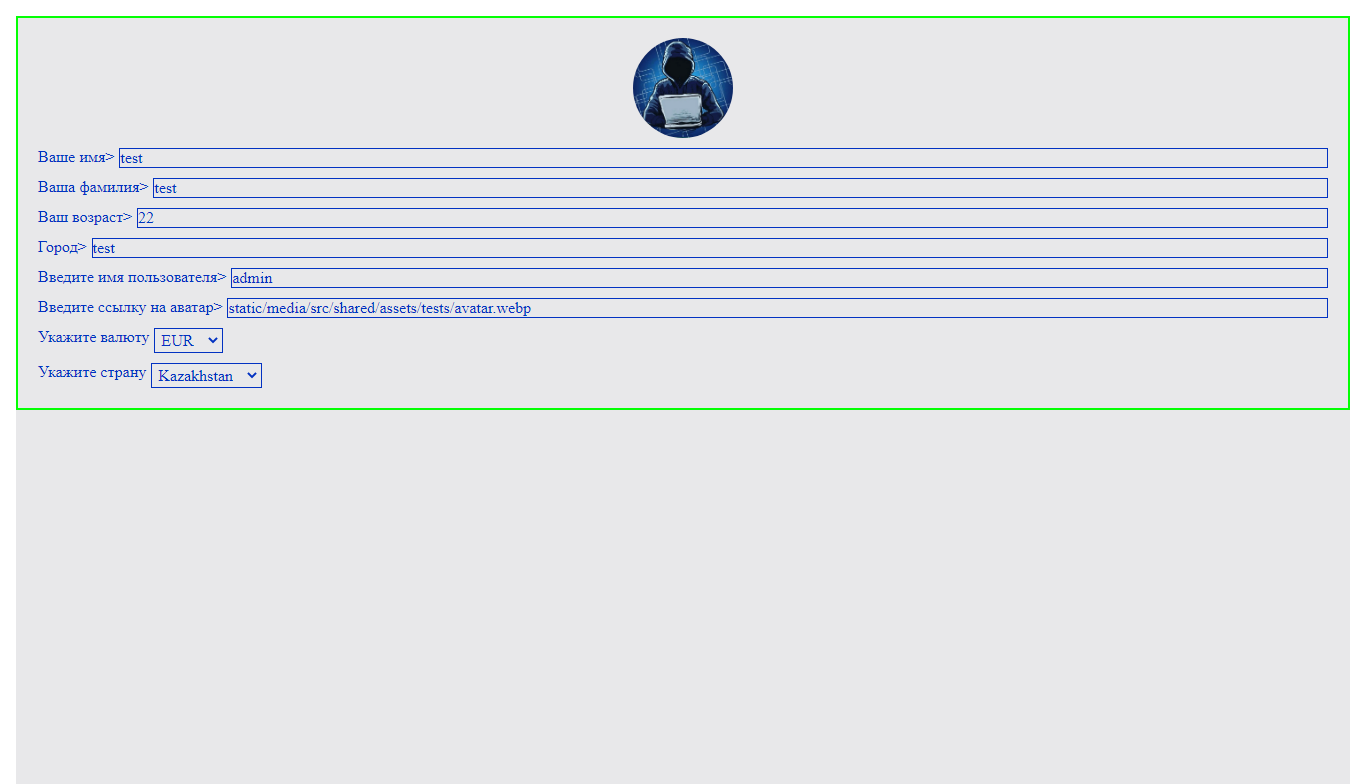 Ваше имя> test
Ваша фамилия> test
Ваш возраст> 22
Город> test
Введите имя пользователя> admin
Введите ссылку на аватар> static/media/src/shared/assets/tests/avatar.webp
Укажите валюту EUR
Укажите страну Kazakhstan